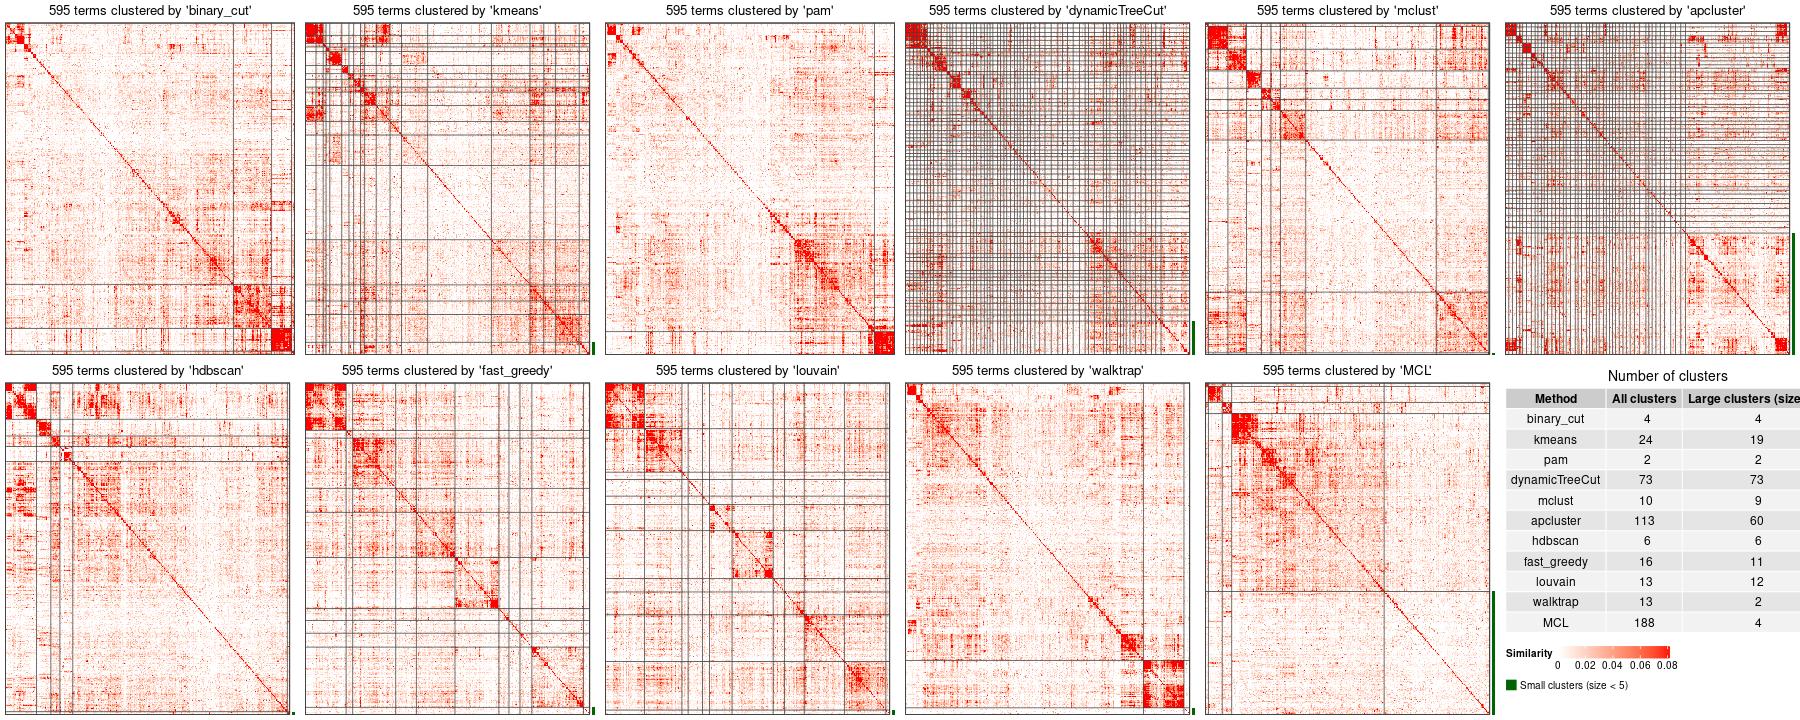 595 terms clustered by 'binary_cut'
595 terms clustered by 'kmeans'
595 terms clustered by 'pam'
595 terms clustered by 'dynamicTreeCut'
595 terms clustered by 'mclust'
595 terms clustered by 'apcluster'
595 terms clustered by 'hdbscan'
595 terms clustered by 'fast_greedy'
595 terms clustered by 'louvain'
595 terms clustered by 'walktrap'
595 terms clustered by 'MCL'
Number of clusters
Method All clusters Large clusters (size
binary_cut 4 4
kmeans 24 19
pam 2 2
dynamicTreeCut 73 73
mclust 10 9
apcluster 113 60
hdbscan 6 6
fast_greedy 16 11
louvain 13 12
walktrap 13 2
MCL 188 4
Similarity
0 0.02 0.04 0.06 0.08
Small clusters (size < 5)